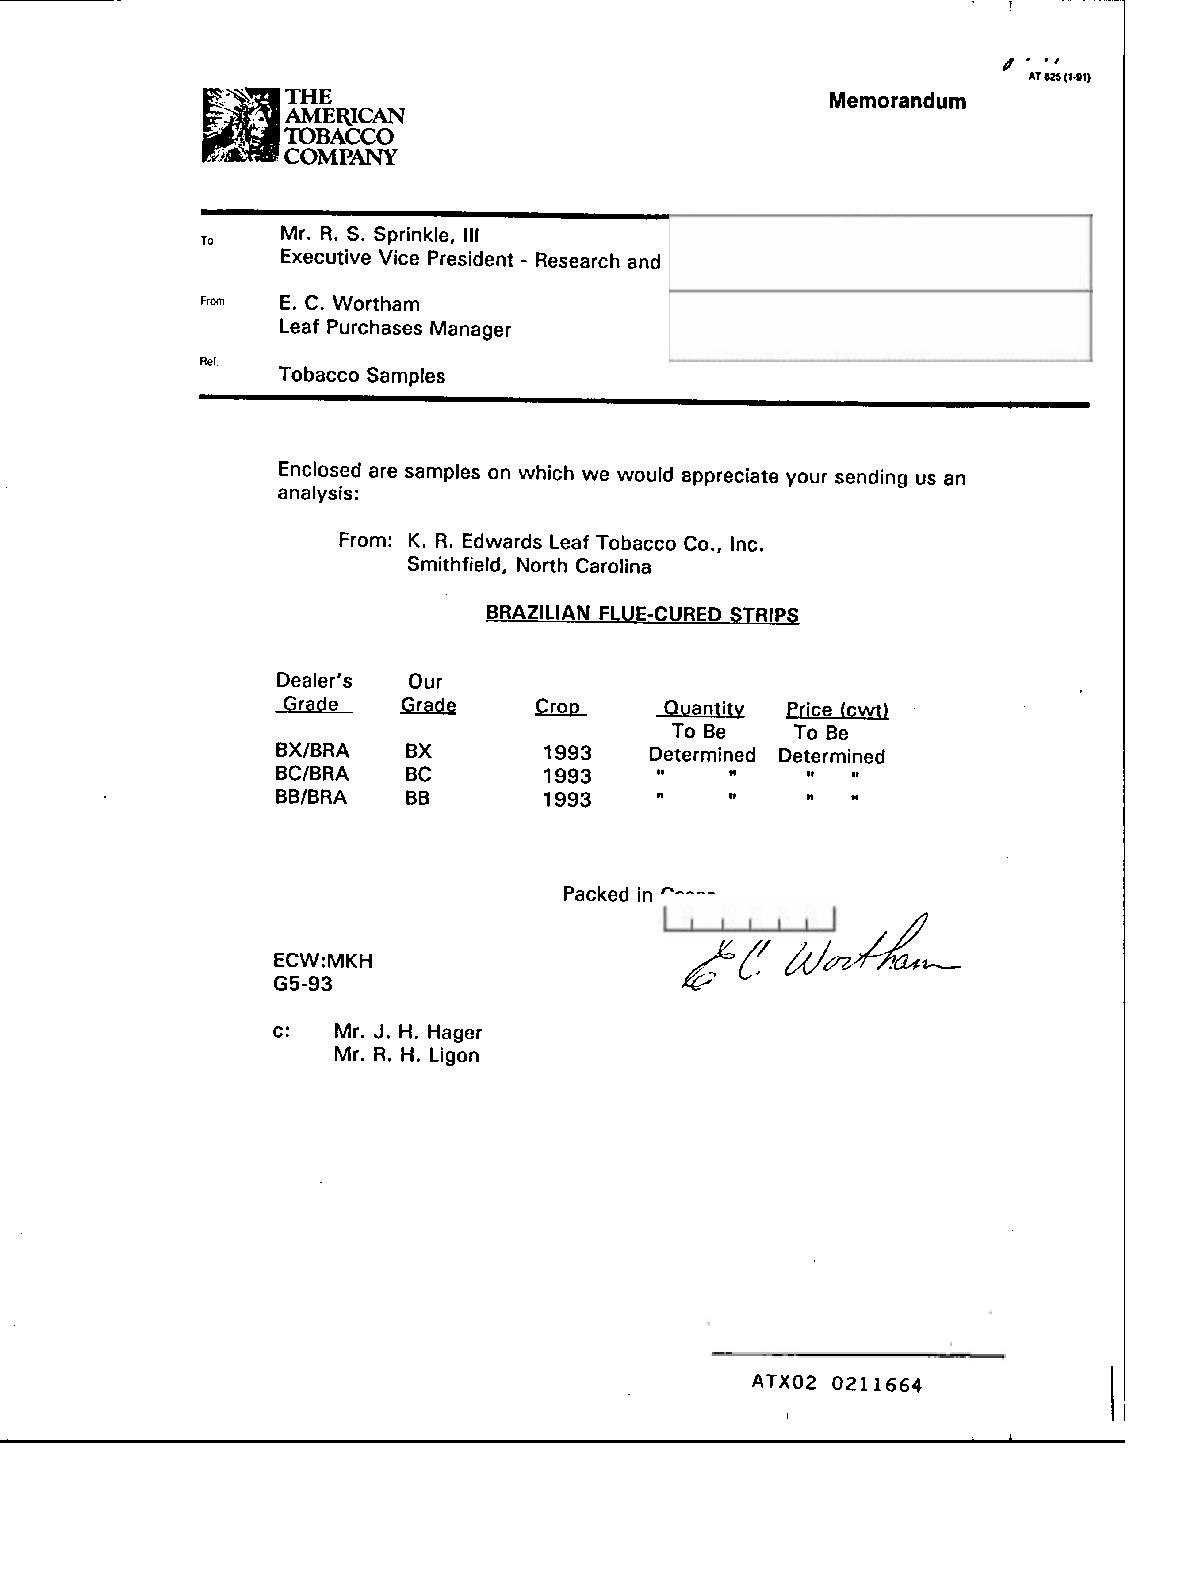 AT 825 (1-91)
THE
AMERICAN
TOBACCO
COMPANY
Memorandum
To Mr. R. S. Sprinkle, III
Executive Vice President - Research and
From E. C. Wortham
Leaf Purchases Manager
Ref. Tobacco Samples
Enclosed are samples on which we would appreciate your sending us an
analysis:
From: K. R. Edwards Leaf Tobacco Co., Inc.
Smithfield, North Carolina
BRAZILIAN FLUE-CURED STRIPS
Dealer's Our
Grade Grade Crop Quantity Price (cwt)
To Be To Be
BX/BRA BX 1993 Determined Determined
BC/BRA BC 1993 " " " "
BB/BRA BB 1993 " " " "
Packed in
E C. Wortham
ECW:MKH
G5-93
c: Mr. J. H. Hager
Mr. R. H. Ligon
ATX02 0211664